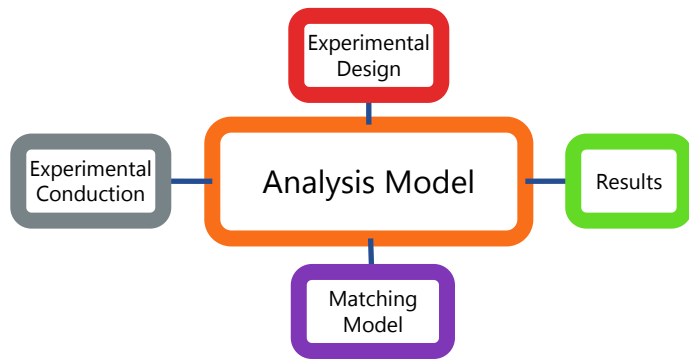 Experimental
Design
Experimental
Conduction
Analysis Model
Results
Matching
Model